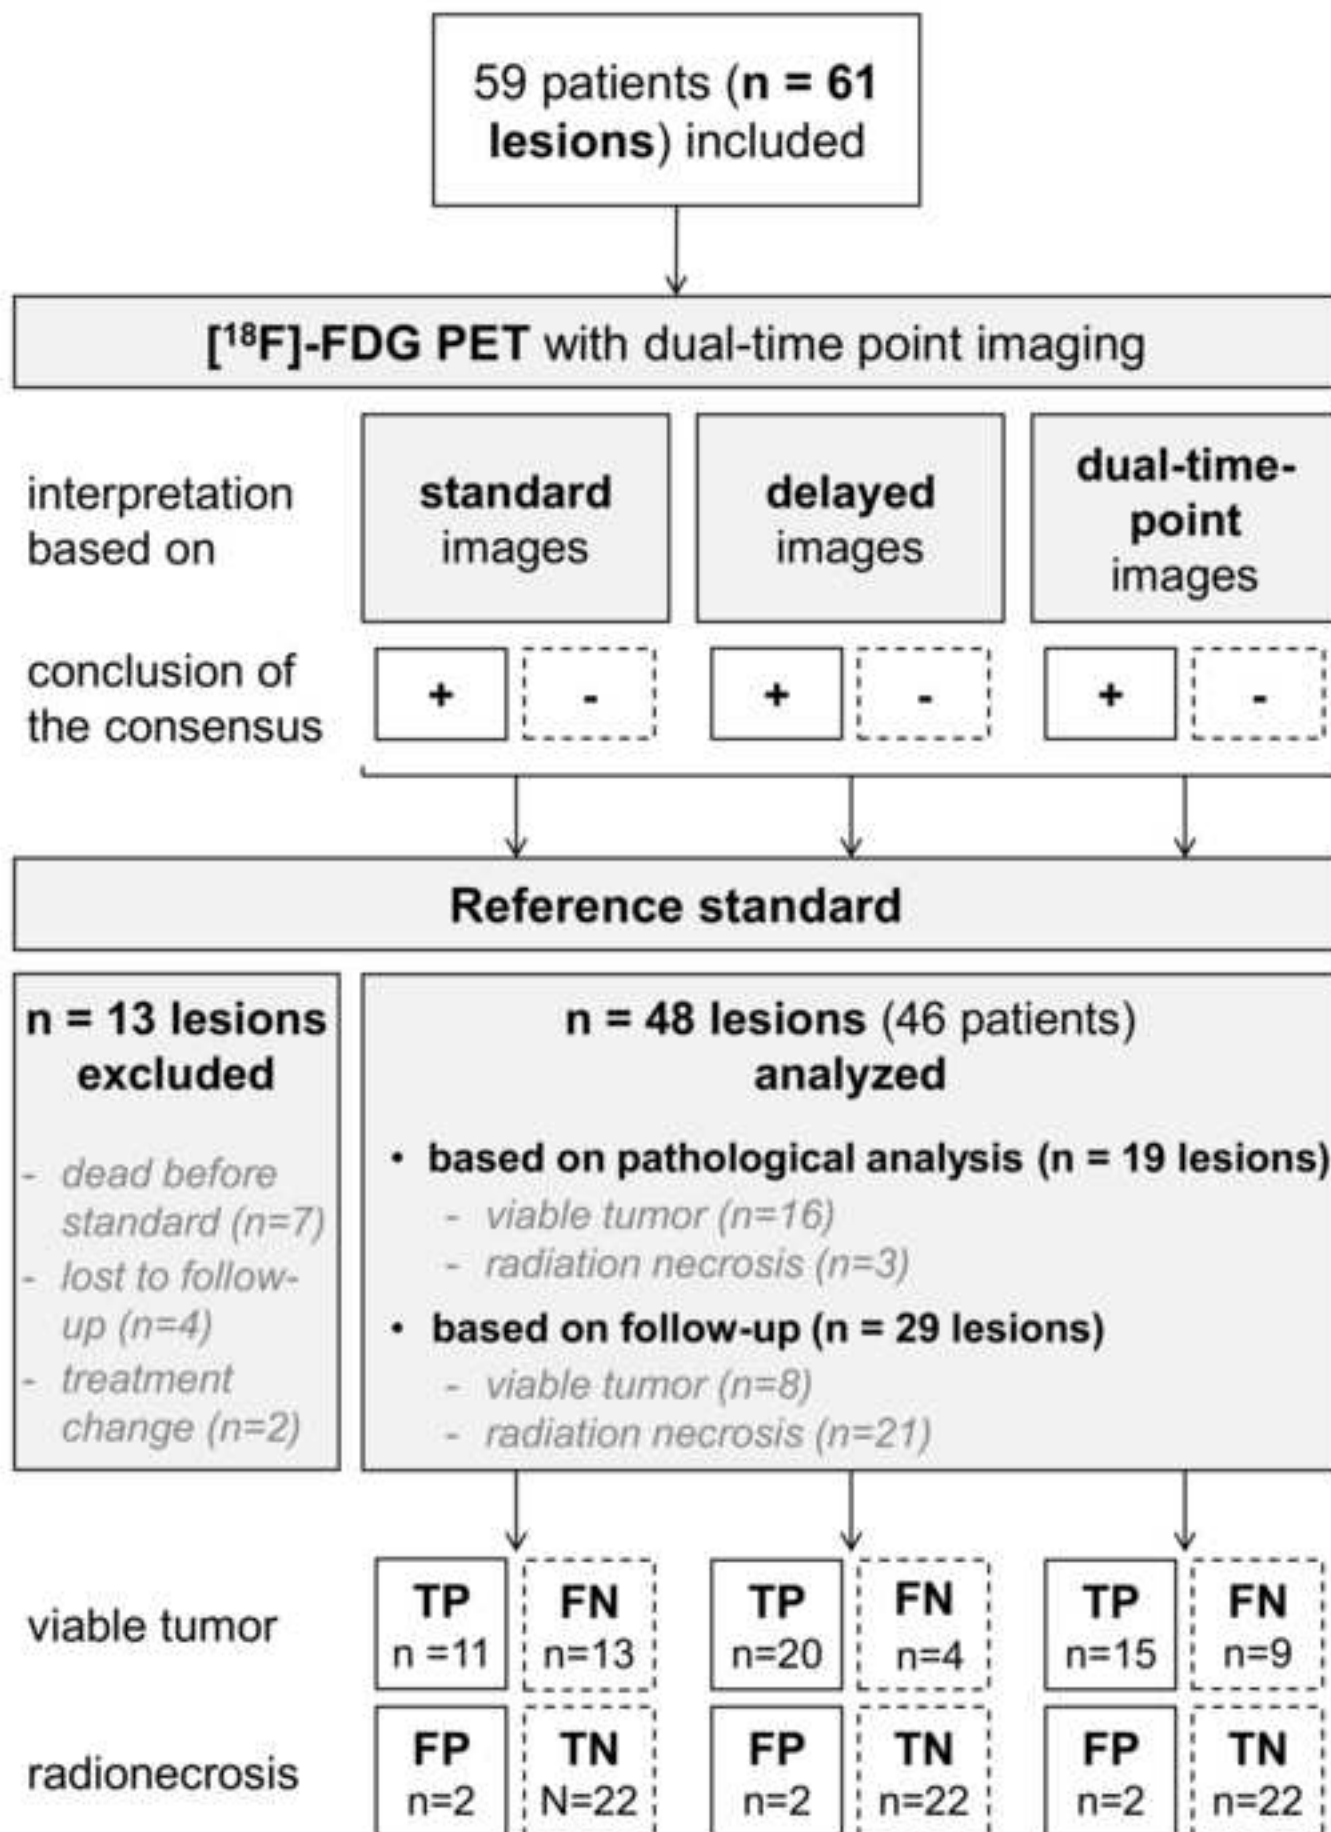 59 patients (n = 61
lesions) included
[¹⁸F]-FDG PET with dual-time point imaging
interpretation
based on
standard
images
delayed
images
dual-time-
point
images
conclusion of
the consensus
+ - + - + -
Reference standard
n = 13 lesions
excluded
- dead before
standard (n=7)
- lost to follow-
up (n=4)
- treatment
change (n=2)
n = 48 lesions (46 patients)
analyzed
• based on pathological analysis (n = 19 lesions)
- viable tumor (n=16)
- radiation necrosis (n=3)
• based on follow-up (n = 29 lesions)
- viable tumor (n=8)
- radiation necrosis (n=21)
viable tumor
TP FN TP FN TP FN
n =11 n=13 n=20 n=4 n=15 n=9
radionecrosis
FP TN FP TN FP TN
n=2 N=22 n=2 n=22 n=2 n=22